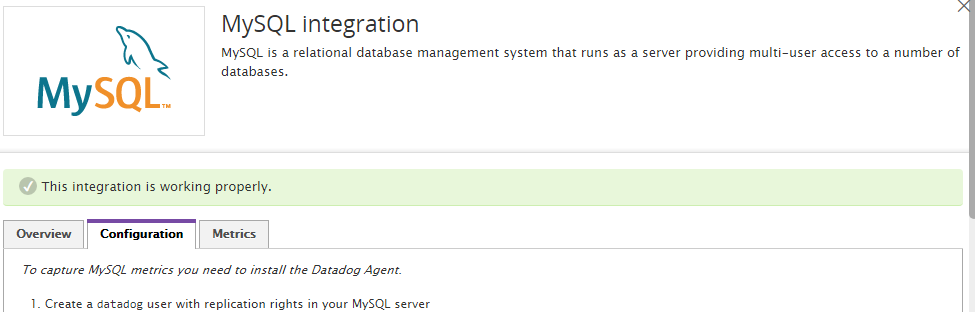 MySQL integration
MySQL is a relational database management system that runs as a server providing multi-user access to a number of
databases.
MySQL™
This integration is working properly.
Overview Configuration Metrics
To capture MySQL metrics you need to install the Datadog Agent.
1. Create a datadog user with replication rights in your MySQL server